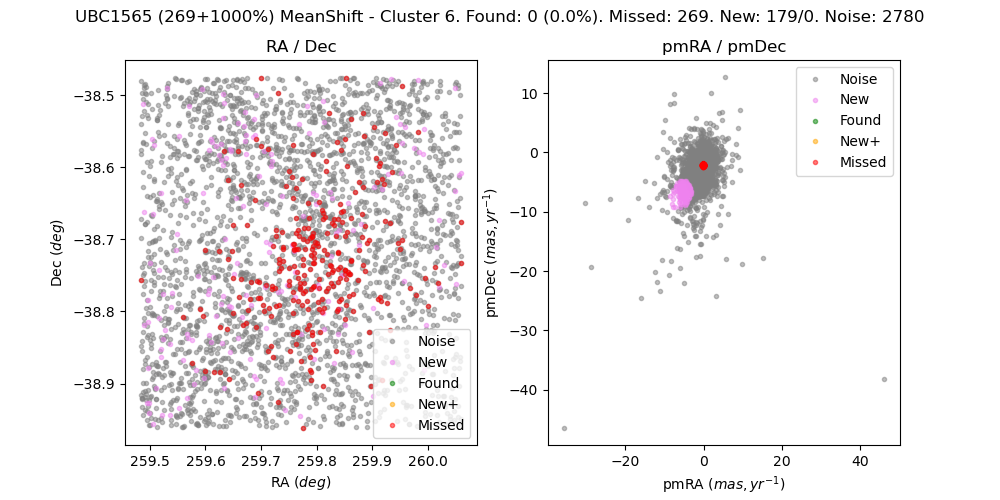 UBC1565 (269+1000%) MeanShift - Cluster 6. Found: 0 (0.0%). Missed: 269. New: 179/0. Noise: 2780
RA / Dec
−38.5
−38.6
−38.7
−38.8
−38.9
Dec (deg)
259.5 259.6 259.7 259.8 259.9 260.0
RA (deg)
Noise
New
Found
New+
Missed
pmRA / pmDec
10
0
−10
−20
−30
−40
pmDec (mas, yr⁻¹)
−20 0 20 40
pmRA (mas, yr⁻¹)
Noise
New
Found
New+
Missed